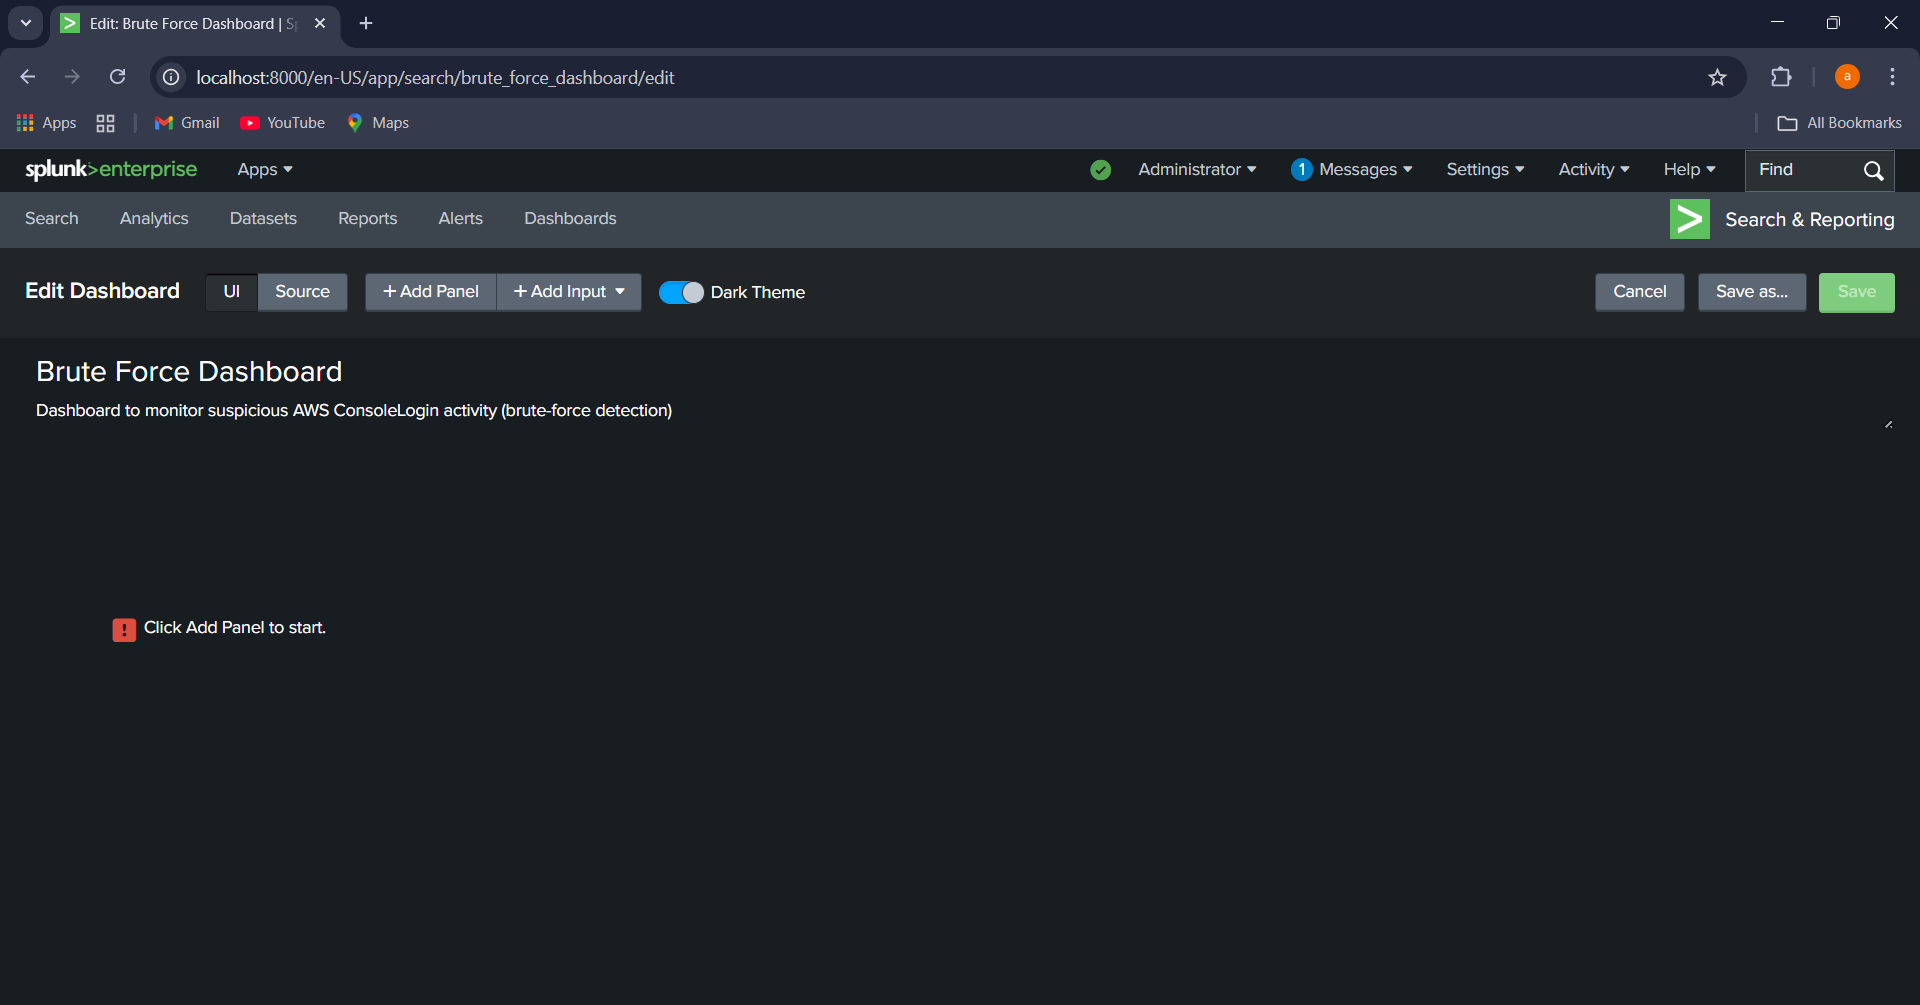 Edit: Brute Force Dashboard | Sp
localhost:8000/en-US/app/search/brute_force_dashboard/edit
a
Apps
Gmail
YouTube
Maps
All Bookmarks
splunk>enterprise
Apps
Administrator
1
Messages
Settings
Activity
Help
Find
Search
Analytics
Datasets
Reports
Alerts
Dashboards
Search & Reporting
Edit Dashboard
UI
Source
+ Add Panel
+ Add Input
Dark Theme
Cancel
Save as...
Save
Brute Force Dashboard
Dashboard to monitor suspicious AWS ConsoleLogin activity (brute-force detection)
! Click Add Panel to start.